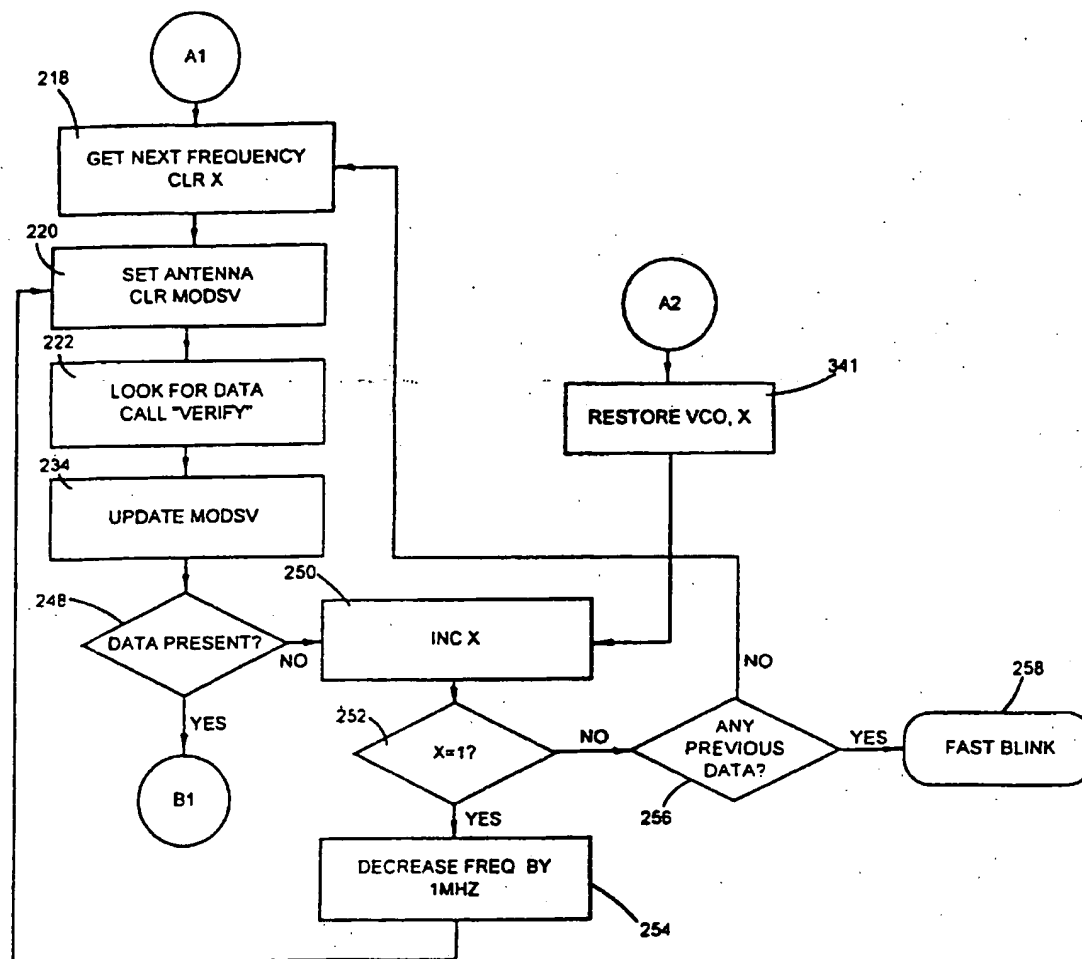 A1
218
GET NEXT FREQUENCY
CLR X
220
SET ANTENNA
CLR MODSV
A2
222
LOOK FOR DATA
CALL "VERIFY"
341
RESTORE VCO, X
234
UPDATE MODSV
250
248
DATA PRESENT?
NO
INC X
NO
258
YES
252
X=1?
NO
ANY
PREVIOUS
DATA?
YES
FAST BLINK
256
B1
YES
DECREASE FREQ BY
1MHZ
254